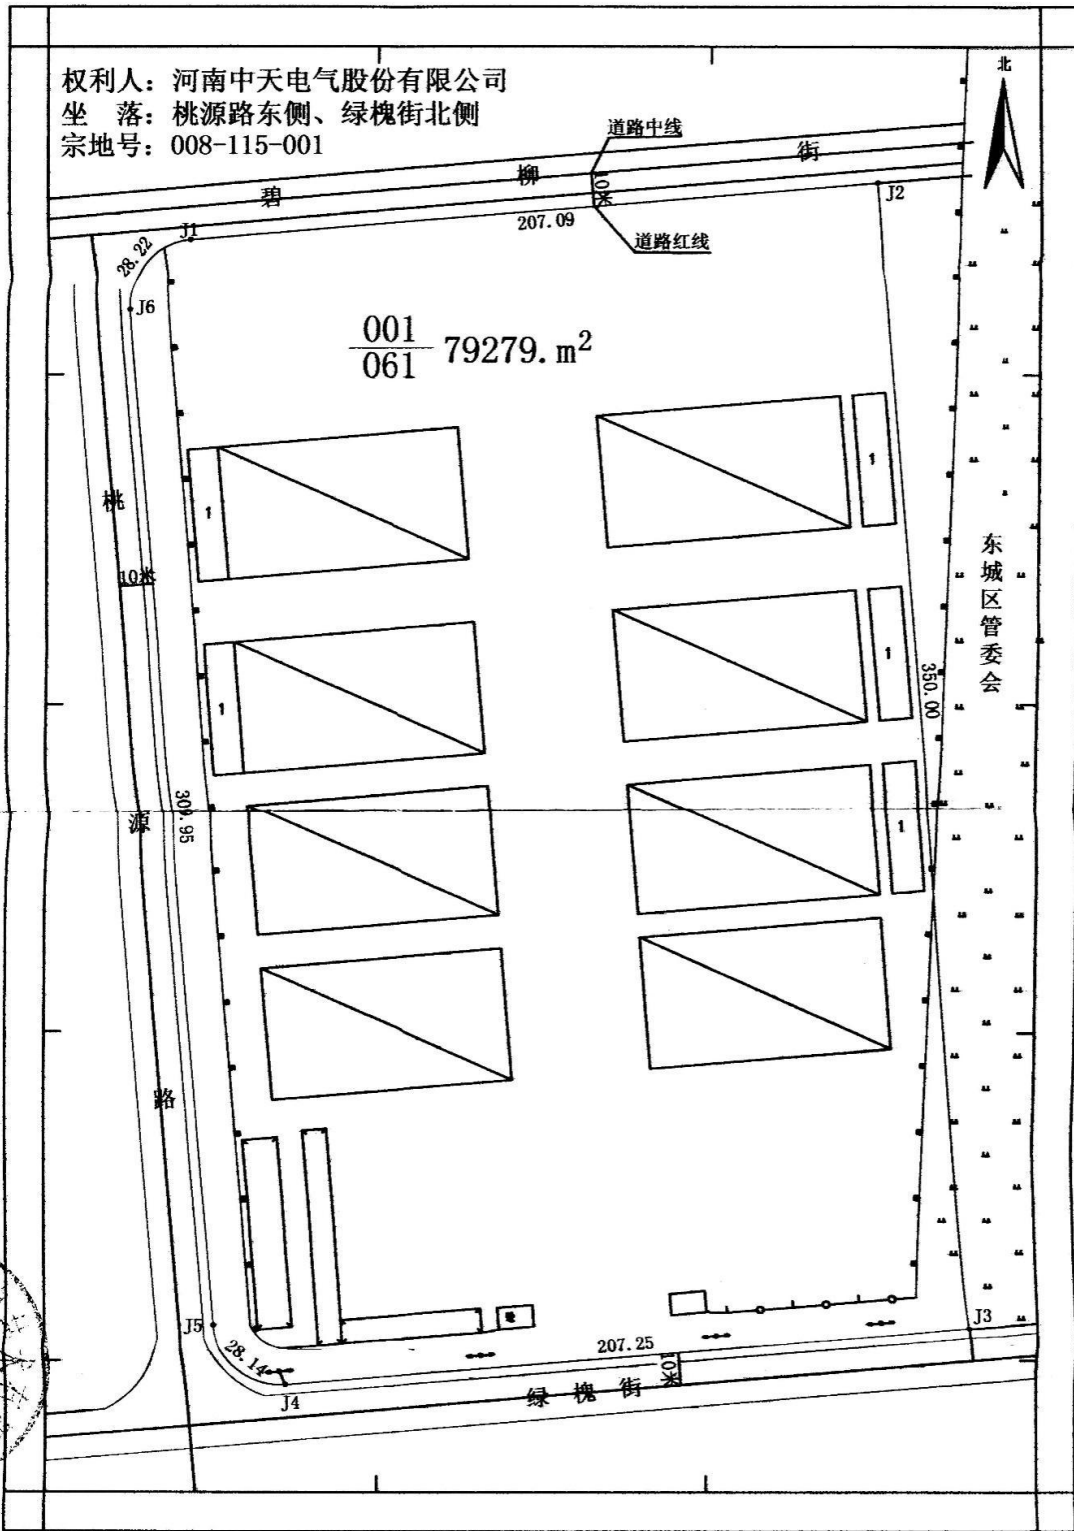 权利人：河南中天电气股份有限公司
坐 落：桃源路东侧、绿槐街北侧
宗地号：008-115-001
北
道路中线
碧 柳 街
10米
J2
J1
207.09
道路红线
28.22
J6
001
061
79279.m²
桃 源 路
1
1
10米
东城区管委会
1
1
350.00
309.95
1
J5
J3
28.14
207.25
10米
J4
绿 槐 街